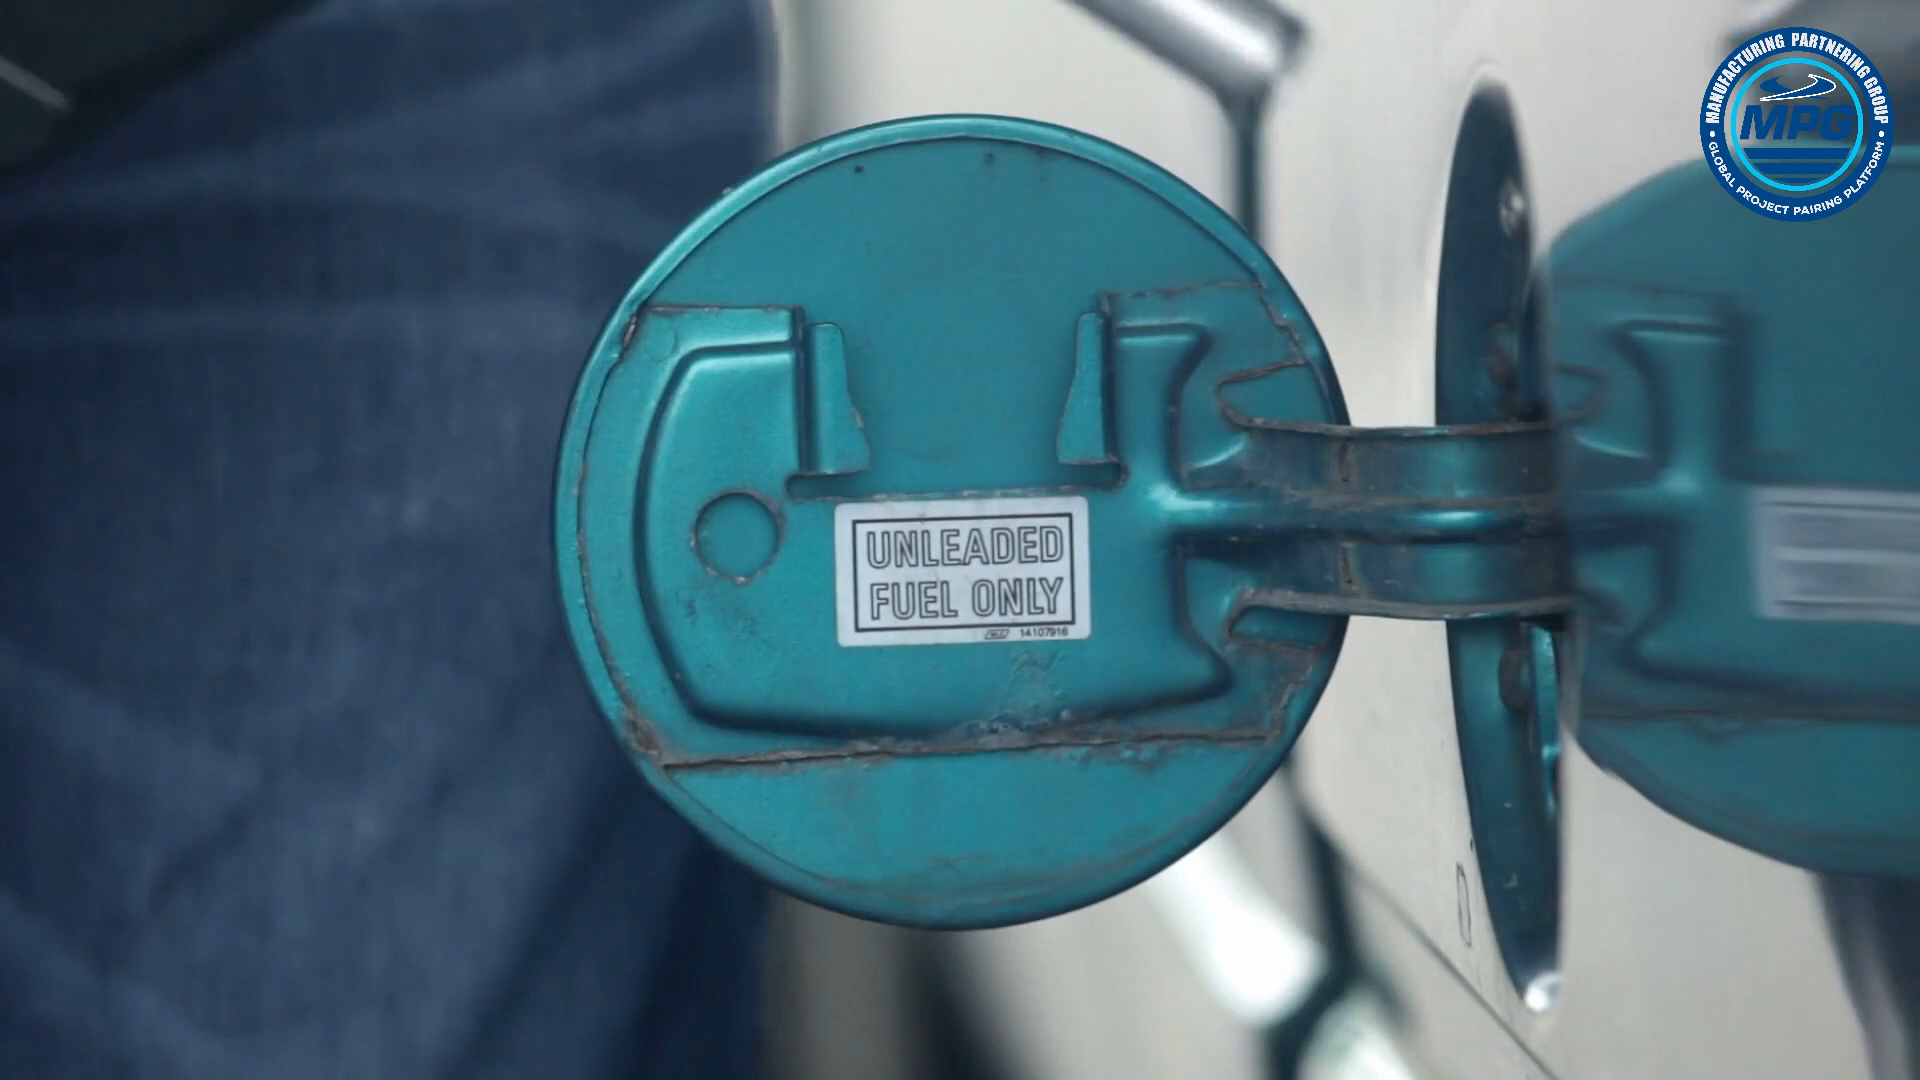 MANUFACTURING PARTNERING GROUP
MPG
GLOBAL PROJECT PAIRING PLATFORM
UNLEADED
FUEL ONLY
14107916